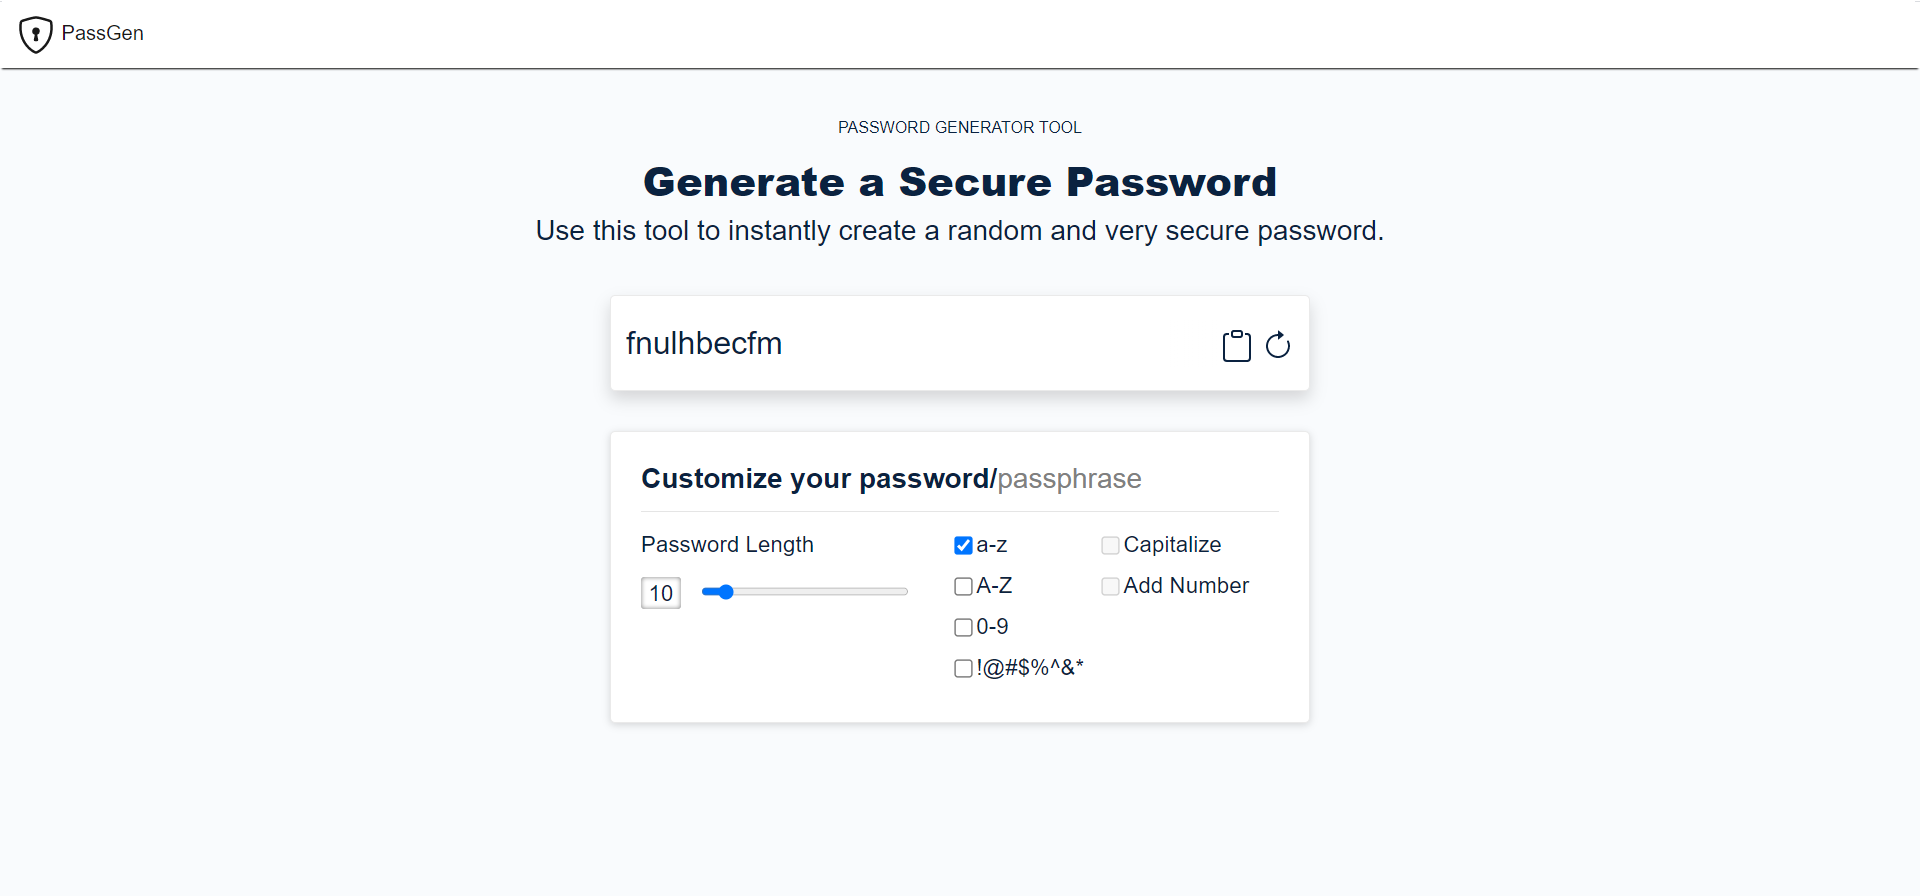 PassGen
PASSWORD GENERATOR TOOL
Generate a Secure Password
Use this tool to instantly create a random and very secure password.
fnulhbecfm
Customize your password/passphrase
Password Length
10
a-z
A-Z
0-9
!@#$%^&*
Capitalize
Add Number